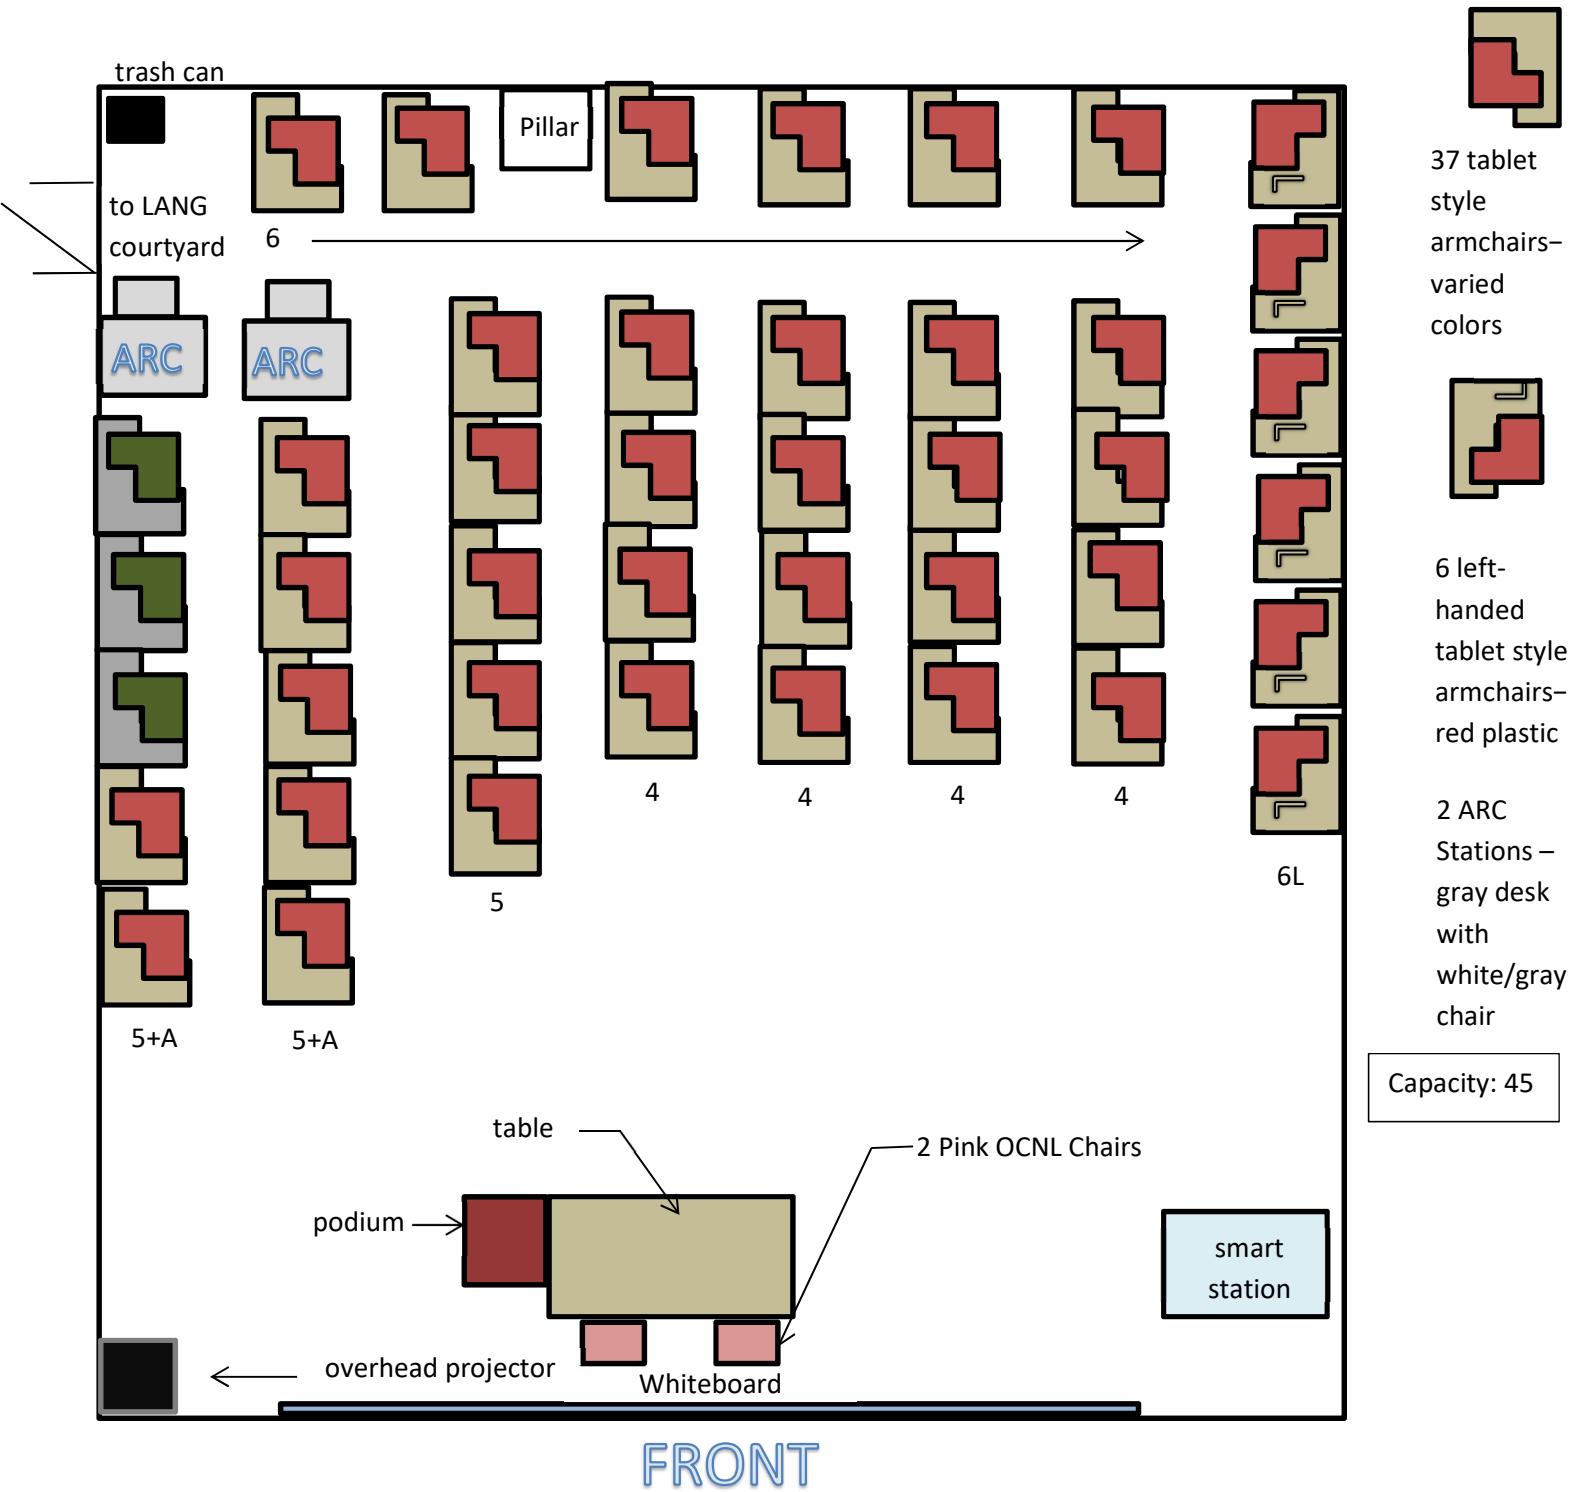 trash can
Pillar
to LANG
courtyard
6
ARC
ARC
4
4
4
4
5
6L
5+A
5+A
37 tablet
style
armchairs–
varied
colors
6 left-
handed
tablet style
armchairs–
red plastic
2 ARC
Stations –
gray desk
with
white/gray
chair
Capacity: 45
table
2 Pink OCNL Chairs
podium
smart
station
overhead projector
Whiteboard
FRONT